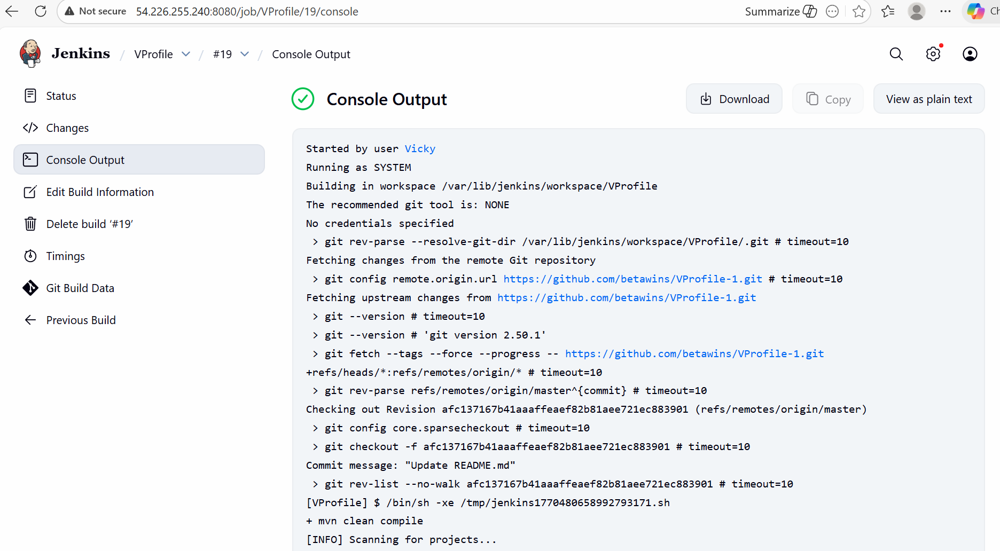 Not secure 54.226.255.240:8080/job/VProfile/19/console Summarize
Jenkins / VProfile / #19 / Console Output
Status
Changes
Console Output
Edit Build Information
Delete build ‘#19’
Timings
Git Build Data
Previous Build
Console Output
Download
Copy
View as plain text
Started by user Vicky
Running as SYSTEM
Building in workspace /var/lib/jenkins/workspace/VProfile
The recommended git tool is: NONE
No credentials specified
> git rev-parse --resolve-git-dir /var/lib/jenkins/workspace/VProfile/.git # timeout=10
Fetching changes from the remote Git repository
> git config remote.origin.url https://github.com/betawins/VProfile-1.git # timeout=10
Fetching upstream changes from https://github.com/betawins/VProfile-1.git
> git --version # timeout=10
> git --version # 'git version 2.50.1'
> git fetch --tags --force --progress -- https://github.com/betawins/VProfile-1.git
+refs/heads/*:refs/remotes/origin/* # timeout=10
> git rev-parse refs/remotes/origin/master^{commit} # timeout=10
Checking out Revision afc137167b41aaaffeaef82b81aee721ec883901 (refs/remotes/origin/master)
> git config core.sparsecheckout # timeout=10
> git checkout -f afc137167b41aaaffeaef82b81aee721ec883901 # timeout=10
Commit message: "Update README.md"
> git rev-list --no-walk afc137167b41aaaffeaef82b81aee721ec883901 # timeout=10
[VProfile] $ /bin/sh -xe /tmp/jenkins1770480658992793171.sh
+ mvn clean compile
[INFO] Scanning for projects...